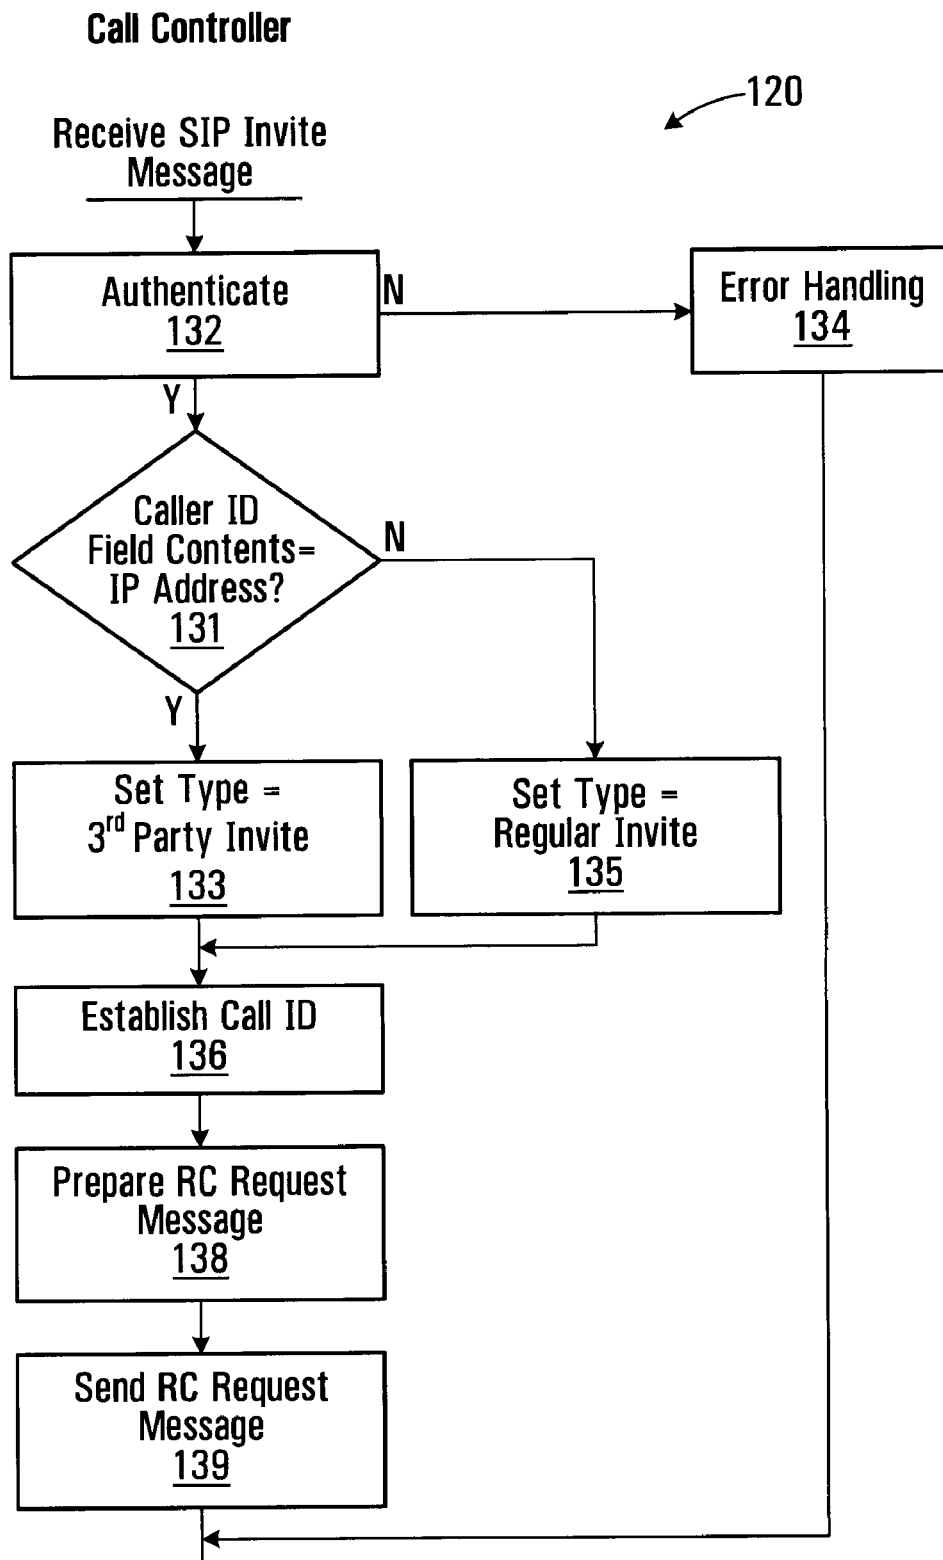 Call Controller
120
Receive SIP Invite
Message
Authenticate
132
N
Error Handling
134
Y
Caller ID
Field Contents=
IP Address?
131
N
Y
Set Type =
3rd Party Invite
133
Set Type =
Regular Invite
135
Establish Call ID
136
Prepare RC Request
Message
138
Send RC Request
Message
139